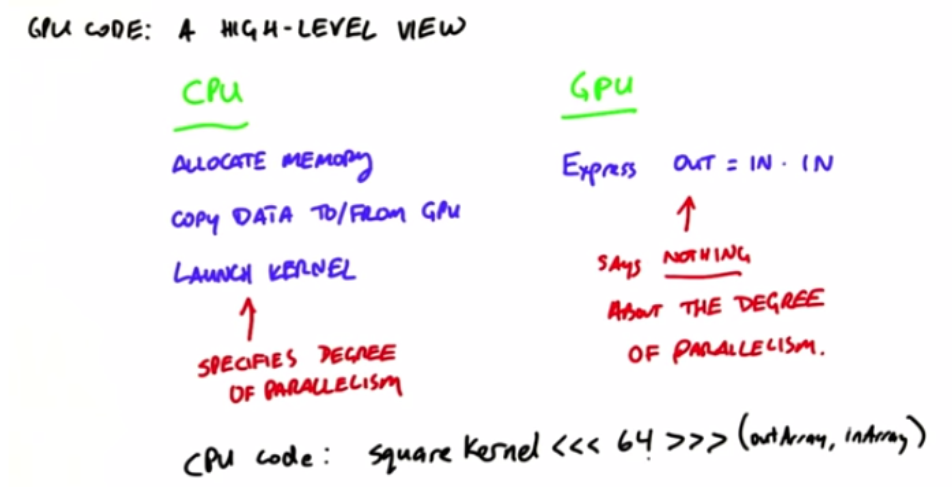 GPU CODE: A HIGH-LEVEL VIEW
CPU
ALLOCATE MEMORY
COPY DATA TO/FROM GPU
LAUNCH KERNEL
SPECIFIES DEGREE
OF PARALLELISM
GPU
Express OUT = IN · IN
SAYS NOTHING
ABOUT THE DEGREE
OF PARALLELISM.
CPU code: square Kernel <<< 64 >>> (outArray, inArray)